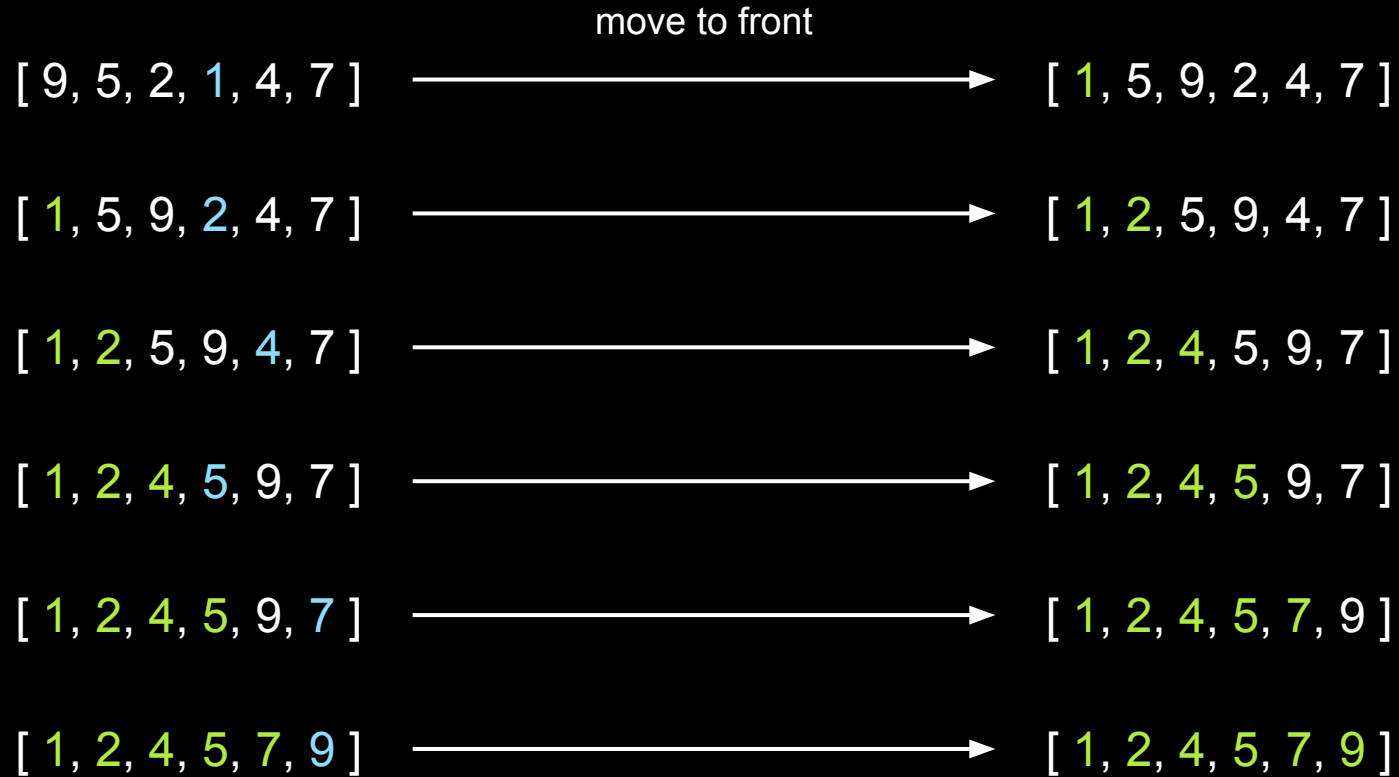 move to front
[ 9, 5, 2, 1, 4, 7 ] [ 1, 5, 9, 2, 4, 7 ]
[ 1, 5, 9, 2, 4, 7 ] [ 1, 2, 5, 9, 4, 7 ]
[ 1, 2, 5, 9, 4, 7 ] [ 1, 2, 4, 5, 9, 7 ]
[ 1, 2, 4, 5, 9, 7 ] [ 1, 2, 4, 5, 9, 7 ]
[ 1, 2, 4, 5, 9, 7 ] [ 1, 2, 4, 5, 7, 9 ]
[ 1, 2, 4, 5, 7, 9 ] [ 1, 2, 4, 5, 7, 9 ]